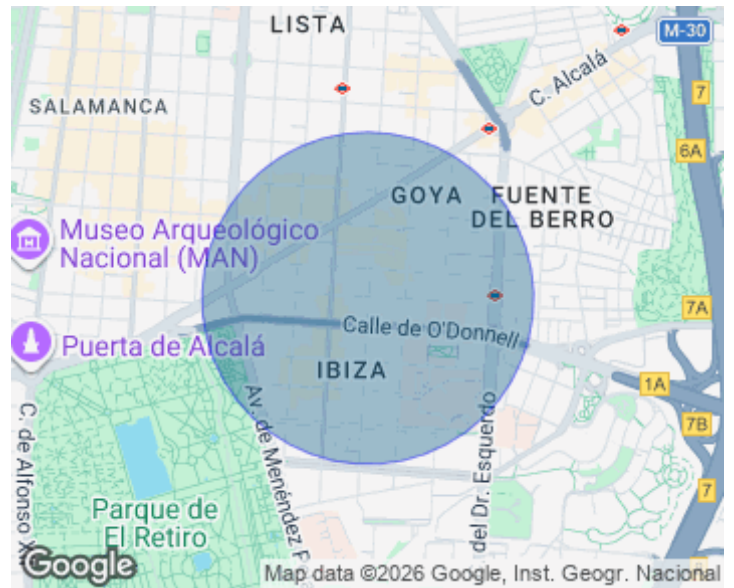 LISTA
M-30
C. Alcalá
7
SALAMANCA
6A
GOYA
FUENTE
DEL BERRO
Museo Arqueológico
Nacional (MAN)
7A
Calle de O'Donnell
Puerta de Alcalá
IBIZA
1A
7B
C. de Alfonso X
Av. de Menéndez P
del Dr. Esquerdo
7
Parque de
El Retiro
Google
Map data ©2026 Google, Inst. Geogr. Nacional